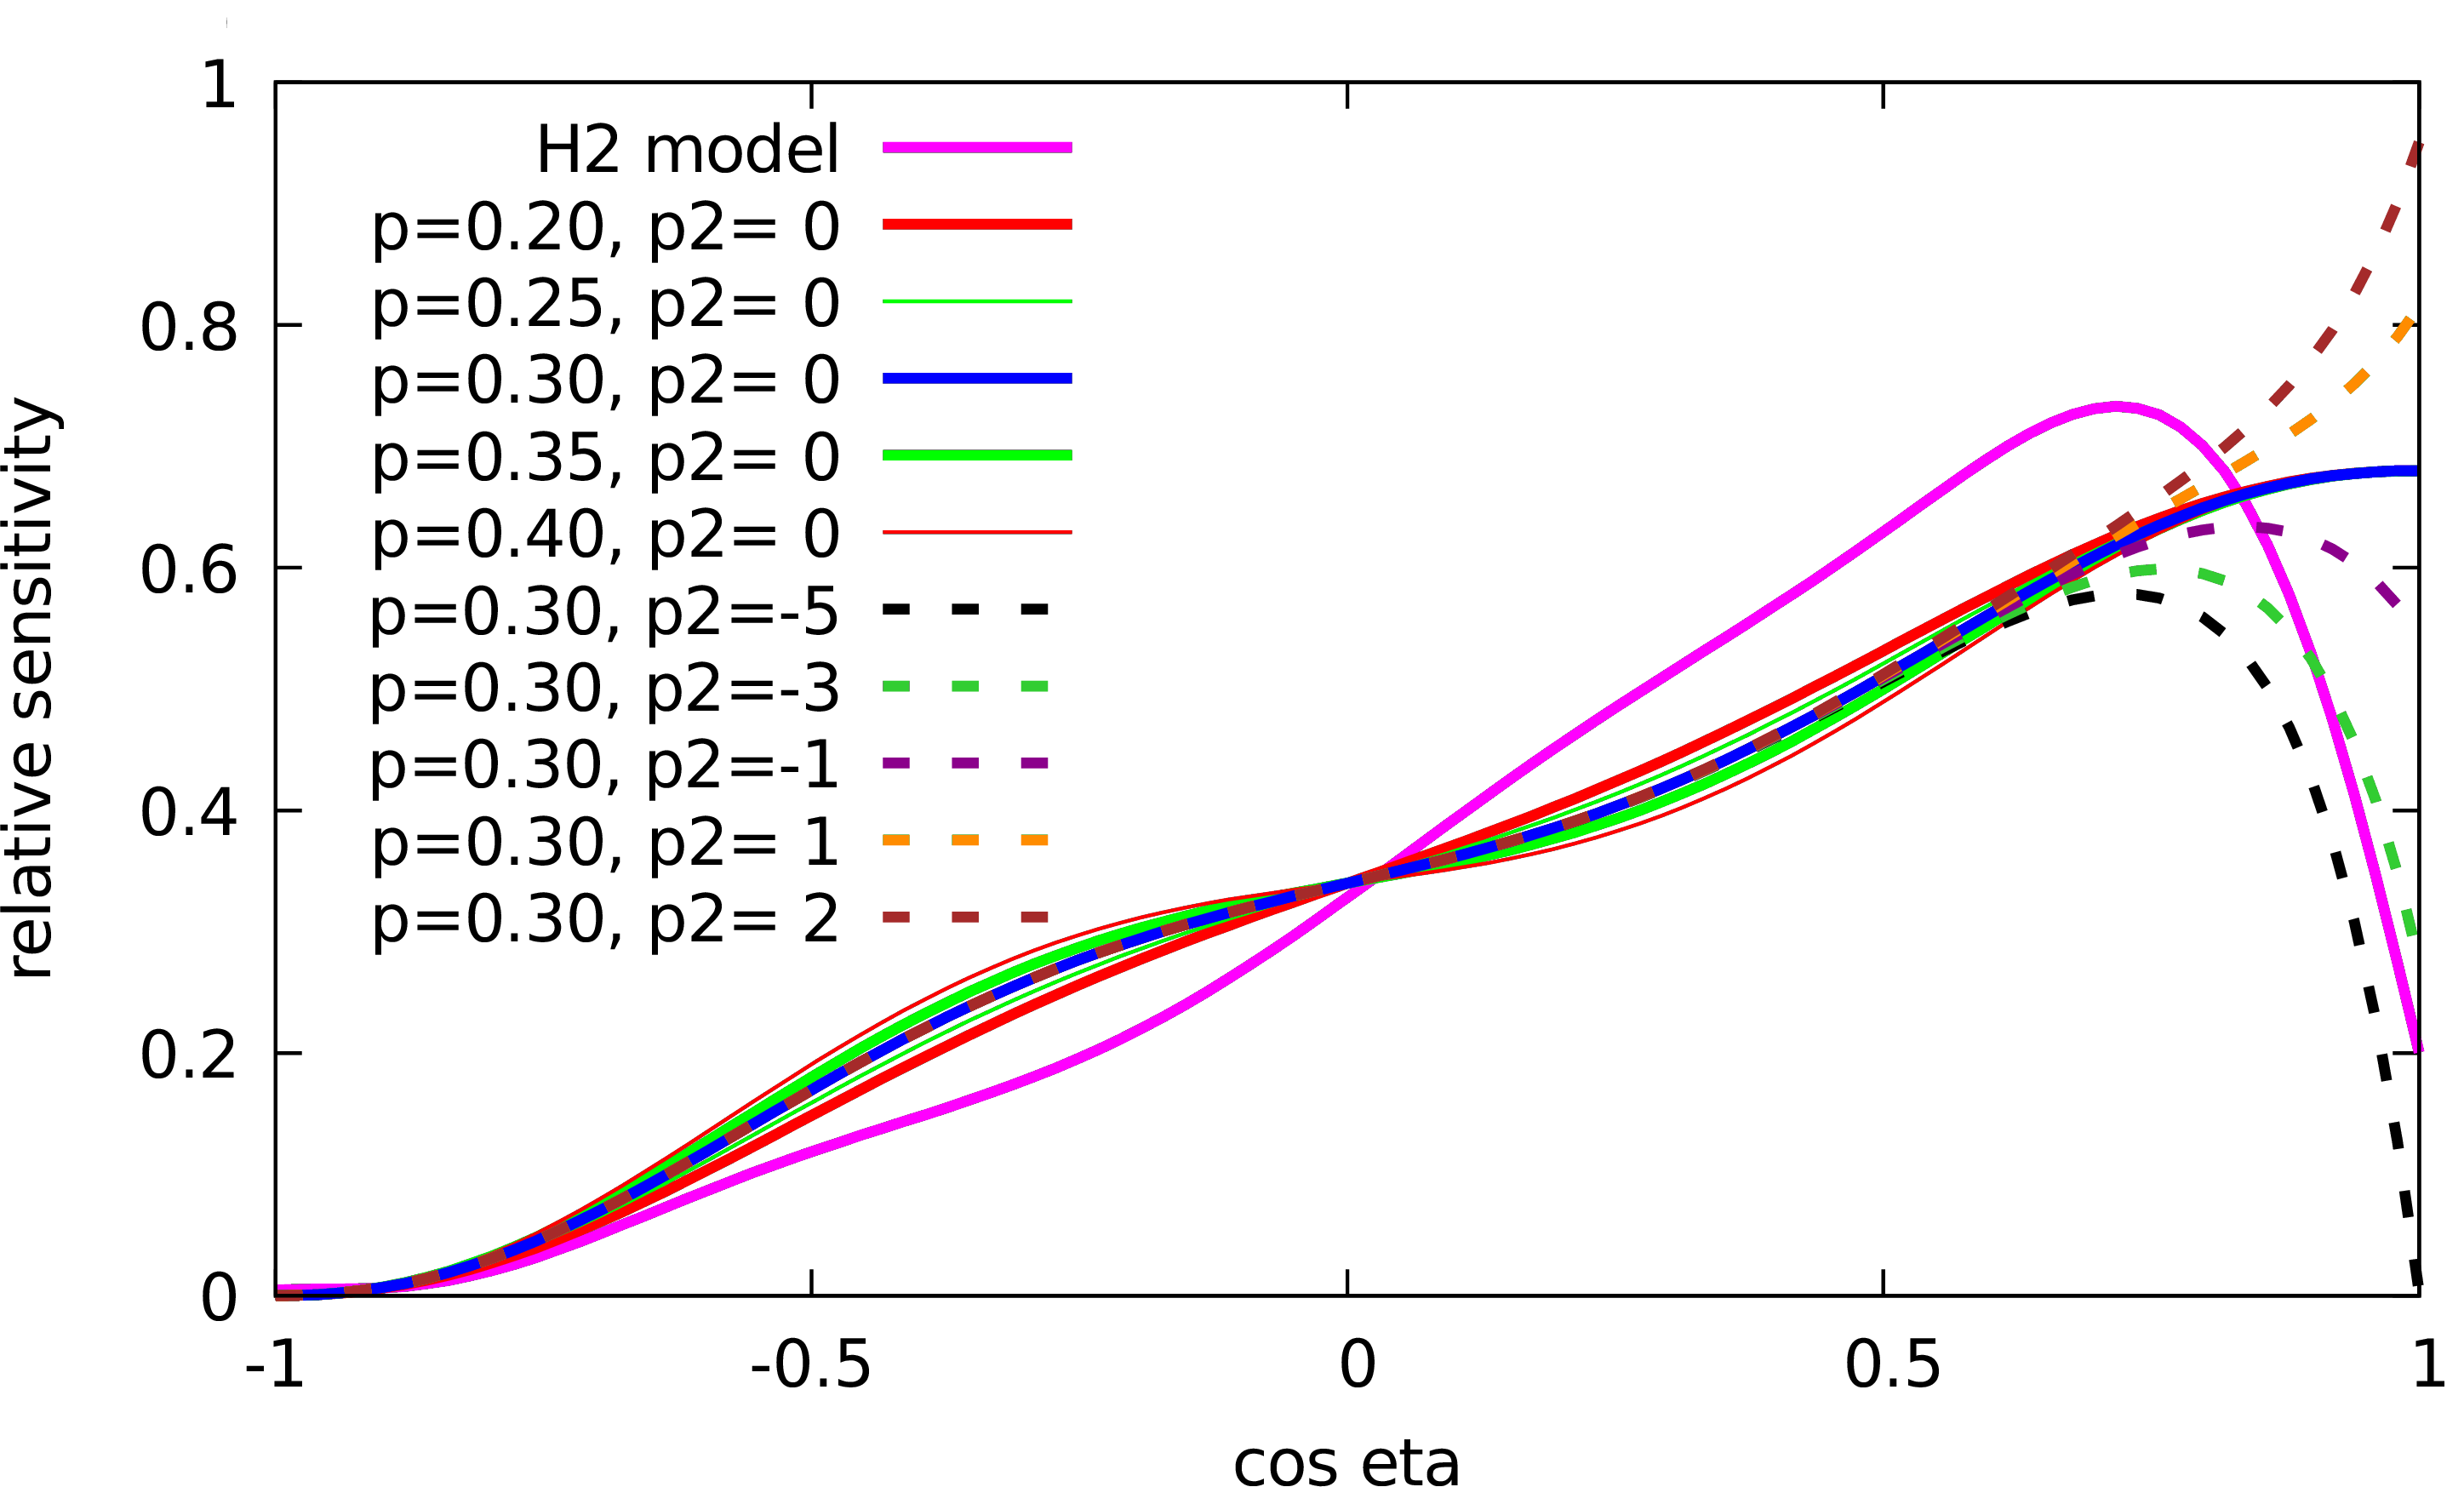 relative sensitivity
1
0.8
0.6
0.4
0.2
0
H2 model
p=0.20, p2= 0
p=0.25, p2= 0
p=0.30, p2= 0
p=0.35, p2= 0
p=0.40, p2= 0
p=0.30, p2=-5
p=0.30, p2=-3
p=0.30, p2=-1
p=0.30, p2= 1
p=0.30, p2= 2
-1
-0.5
0
0.5
1
cos eta